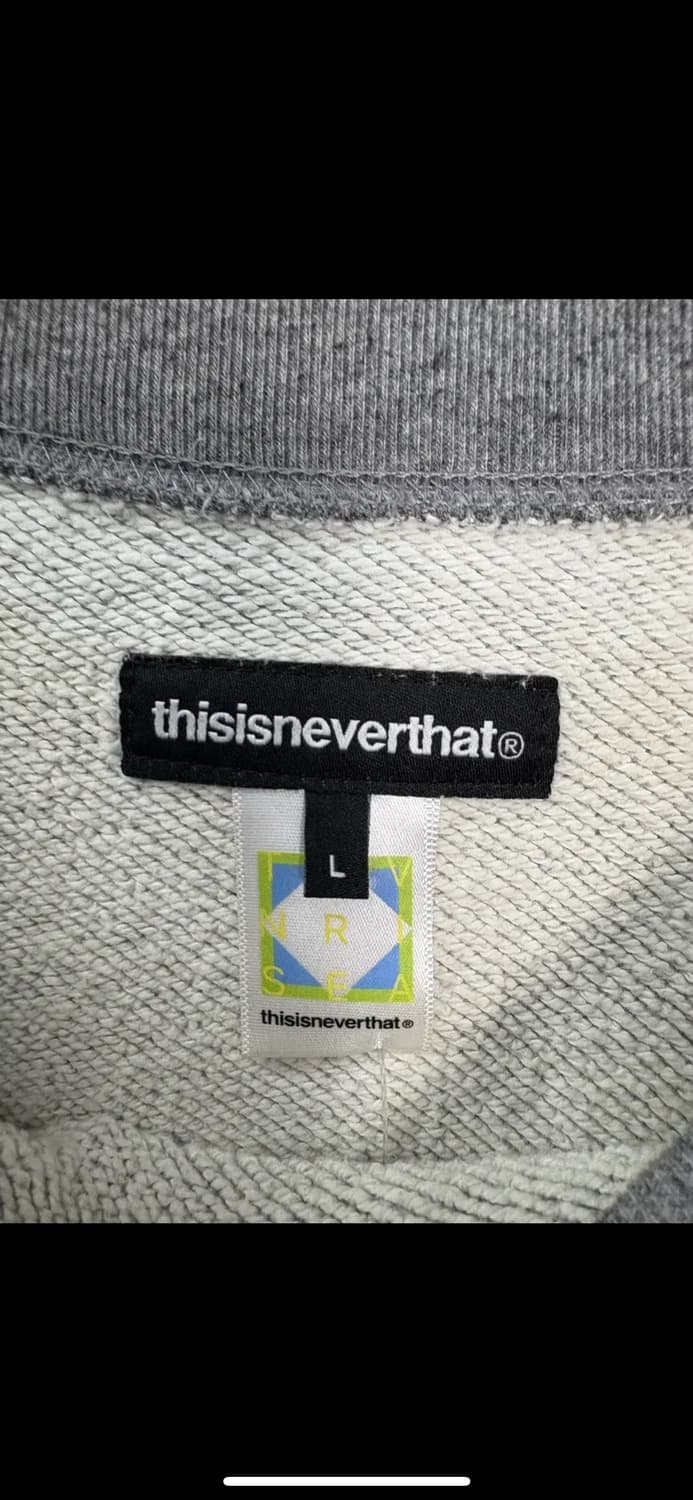 thisisneverthat®
L
T V
N R I
S E A
thisisneverthat®